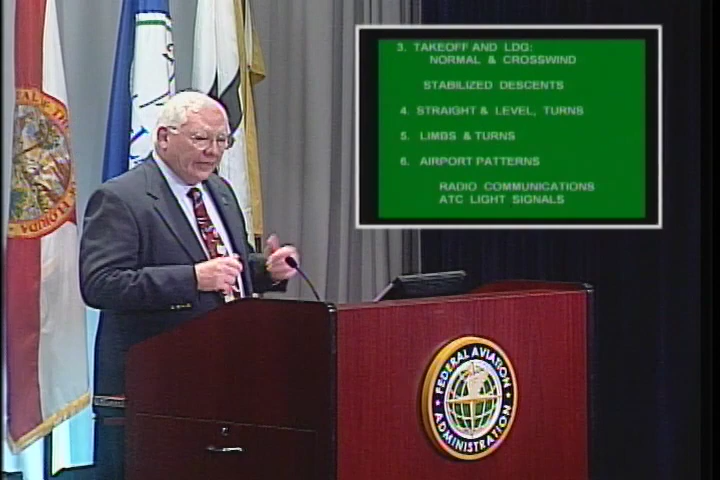 3. TAKEOFF AND LDG:
NORMAL & CROSSWIND
STABILIZED DESCENTS
4. STRAIGHT & LEVEL, TURNS
5. LIMBS & TURNS
6. AIRPORT PATTERNS
RADIO COMMUNICATIONS
ATC LIGHT SIGNALS
FEDERAL AVIATION
ADMINISTRATION